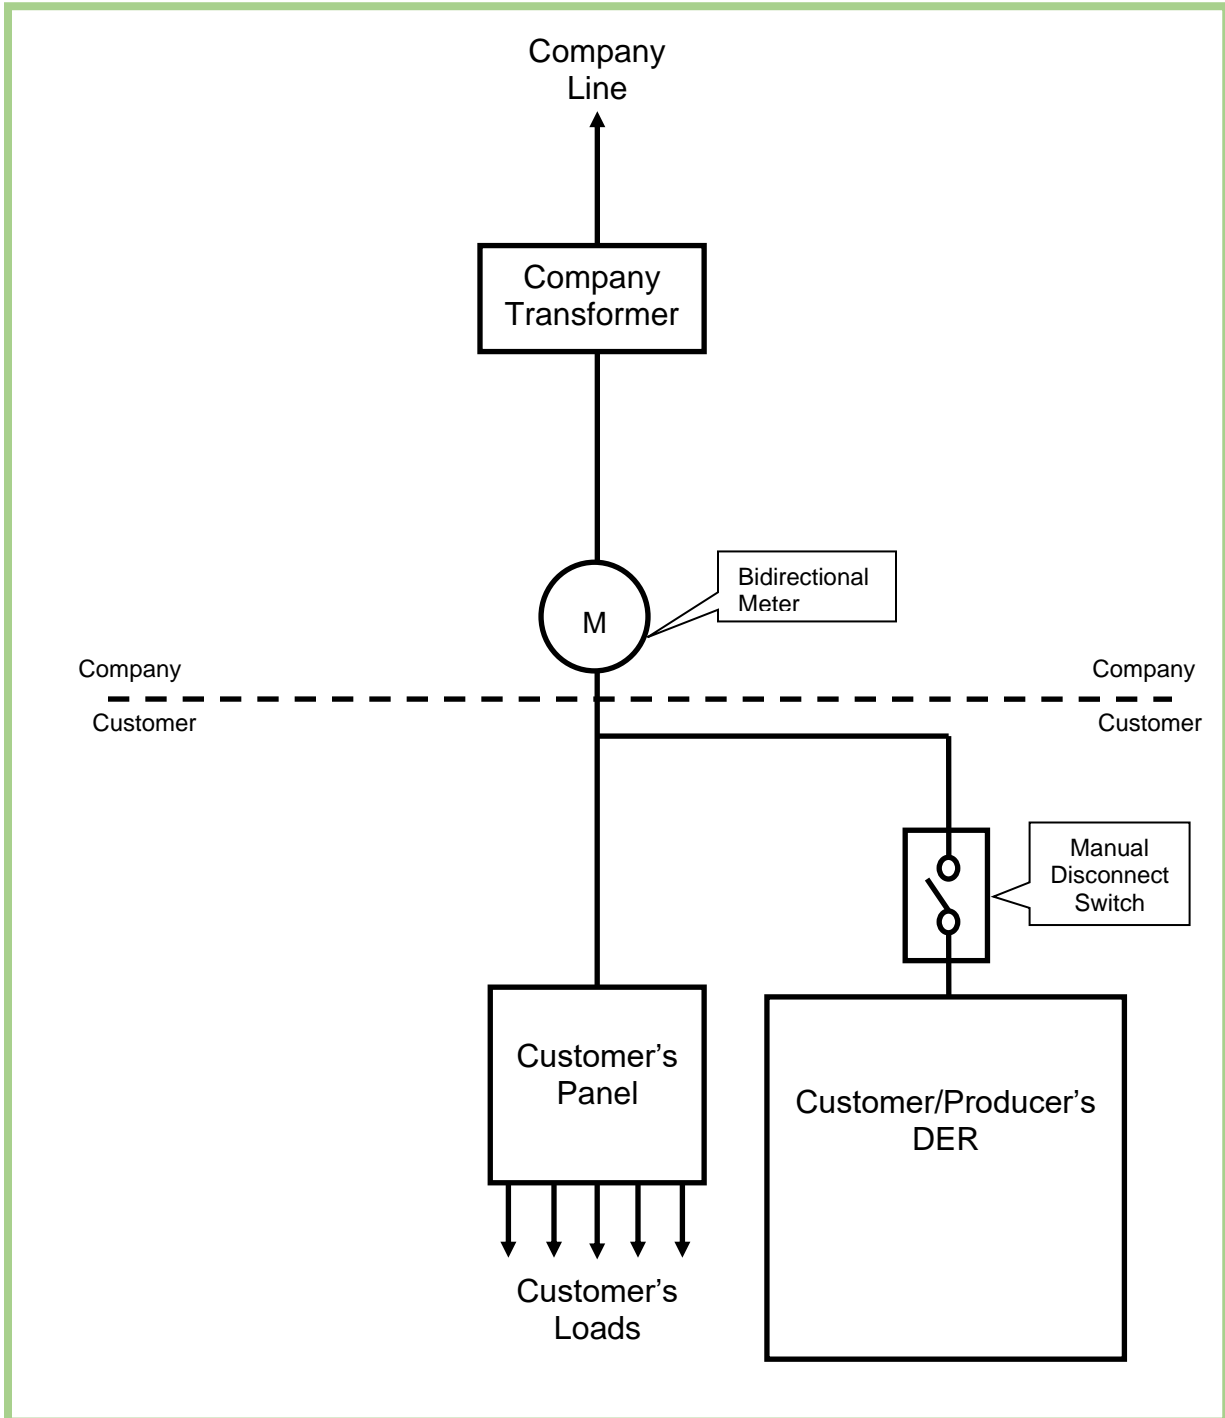 Company
Line
Company
Transformer
Bidirectional
Meter
M
Company
Company
Customer
Customer
Manual
Disconnect
Switch
Customer’s
Panel
Customer/Producer’s
DER
Customer’s
Loads